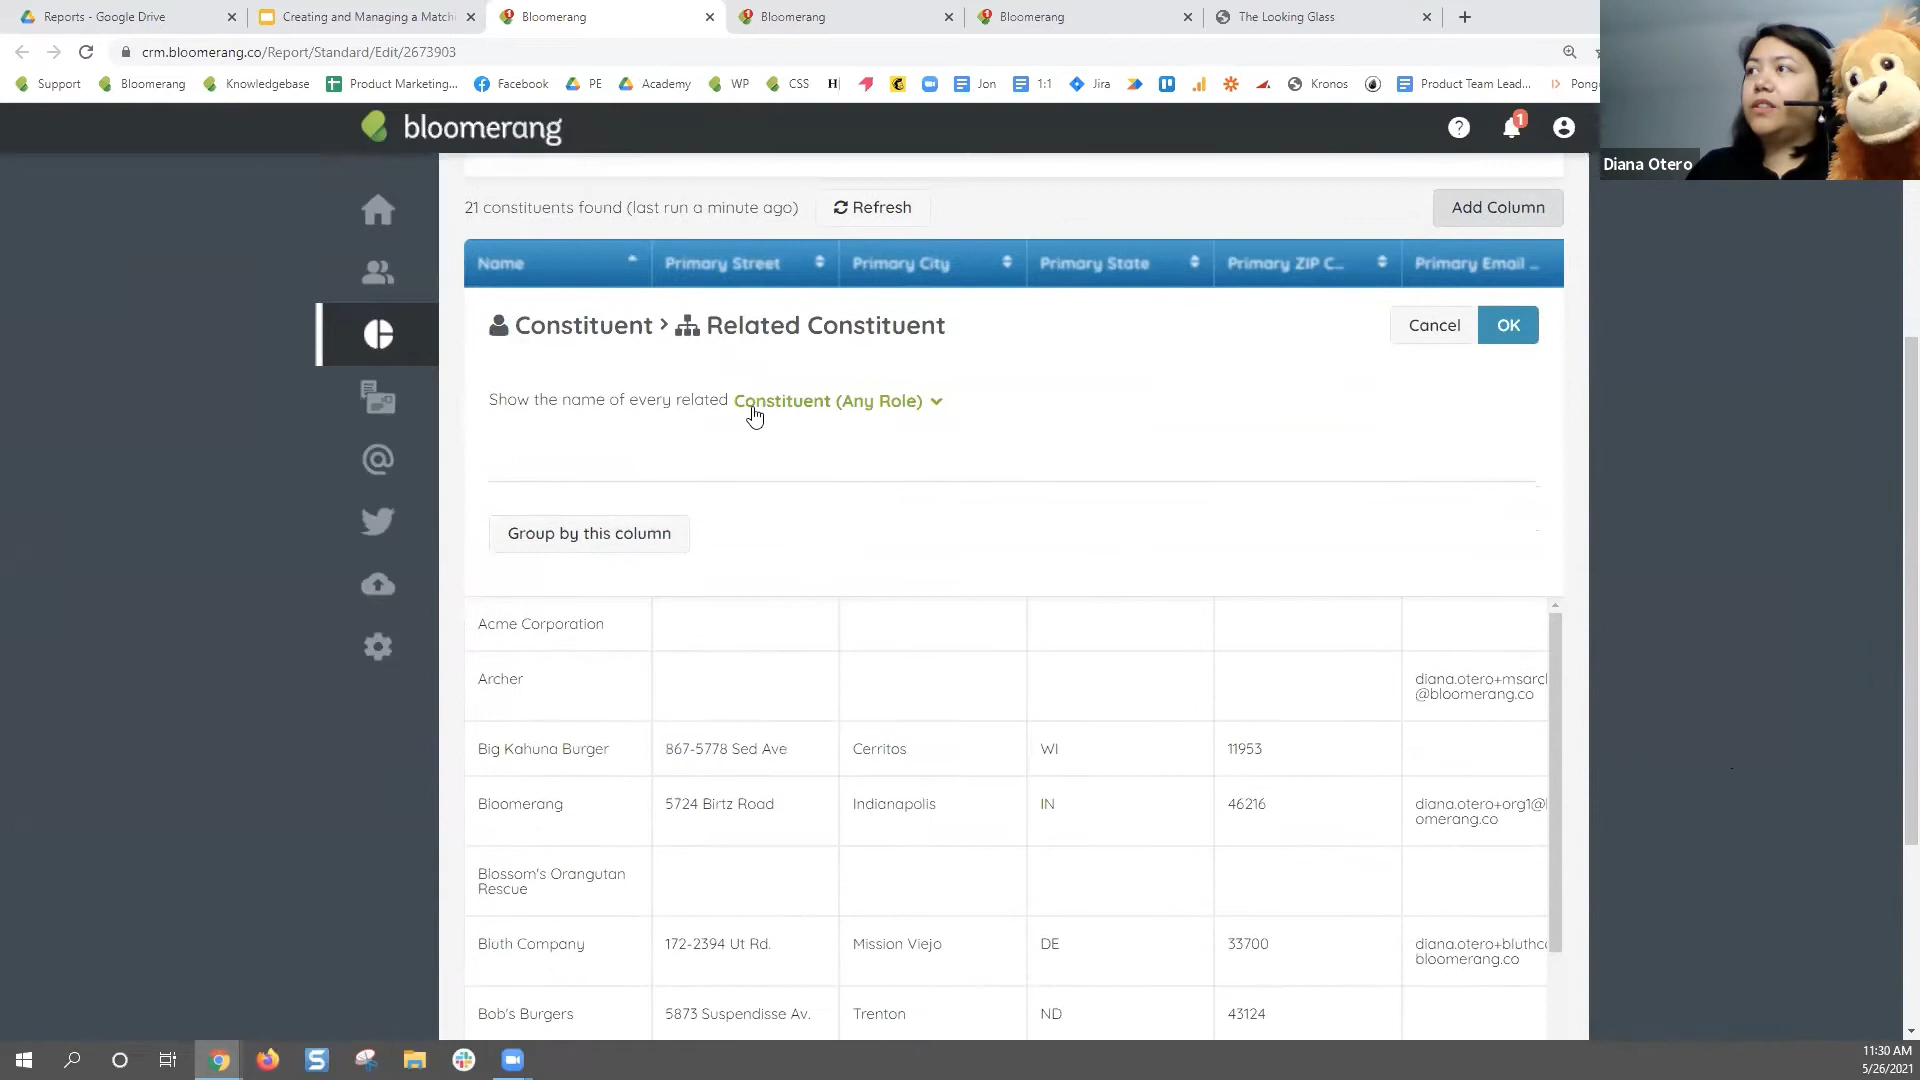 Reports - Google Drive
Creating and Managing a Matchi
Bloomerang
Bloomerang
Bloomerang
The Looking Glass
crm.bloomerang.co/Report/Standard/Edit/2673903
Support
Bloomerang
Knowledgebase
Product Marketing...
Facebook
PE
Academy
WP
CSS
H
Jon
1:1
Jira
Kronos
Product Team Lead...
Pong
Diana Otero
bloomerang
1
21 constituents found (last run a minute ago)
Refresh
Add Column
Name
Primary Street
Primary City
Primary State
Primary ZIP C...
Primary Email ...
Constituent > Related Constituent
Cancel
OK
Show the name of every related Constituent (Any Role)
Group by this column
Acme Corporation
Archer
diana.otero+msarcl
@bloomerang.co
Big Kahuna Burger
867-5778 Sed Ave
Cerritos
WI
11953
Bloomerang
5724 Birtz Road
Indianapolis
IN
46216
diana.otero+org1@l
omerang.co
Blossom's Orangutan
Rescue
Bluth Company
172-2394 Ut Rd.
Mission Viejo
DE
33700
diana.otero+bluthc
bloomerang.co
Bob's Burgers
5873 Suspendisse Av.
Trenton
ND
43124
11:30 AM
5/26/2021